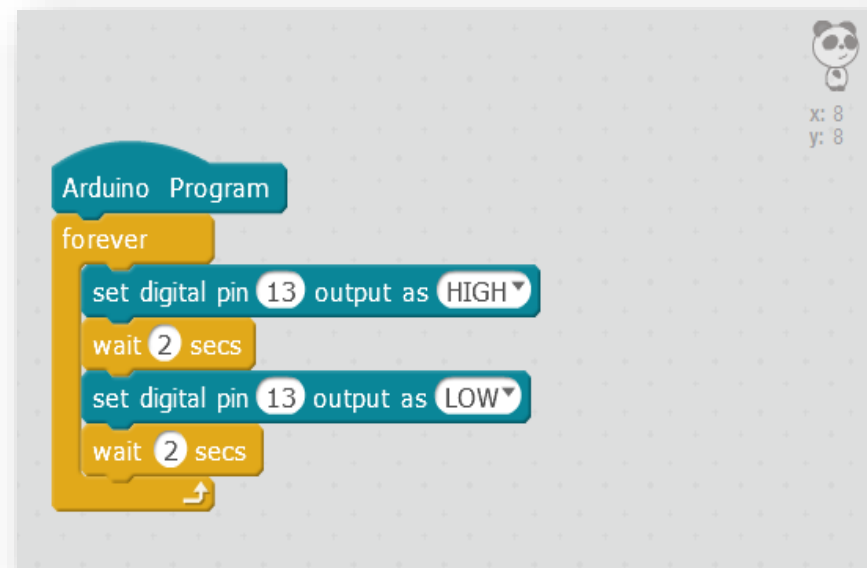 x: 8
y: 8
Arduino Program
forever
set digital pin 13 output as HIGH
wait 2 secs
set digital pin 13 output as LOW
wait 2 secs